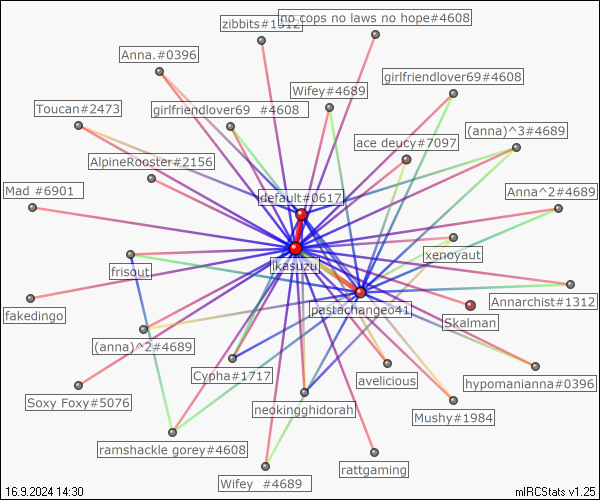 no cops no laws no hope#4608
zibbits#1312
Anna.#0396
girlfriendlover69#4608
Wifey#4689
Toucan#2473
girlfriendlover69 #4608
(anna)^3#4689
ace deucy#7097
AlpineRooster#2156
Mad #6901
default#0617
Anna^2#4689
xenoyaut
ikasuzu
frisout
Annarchist#1312
pastachangeo41
fakedingo
Skalman
(anna)^2#4689
Cypha#1717
avelicious
hypomanianna#0396
Soxy Foxy#5076
neokingghidorah
Mushy#1984
ramshackle gorey#4608
rattgaming
Wifey #4689
16.9.2024 14:30
mIRCStats v1.25